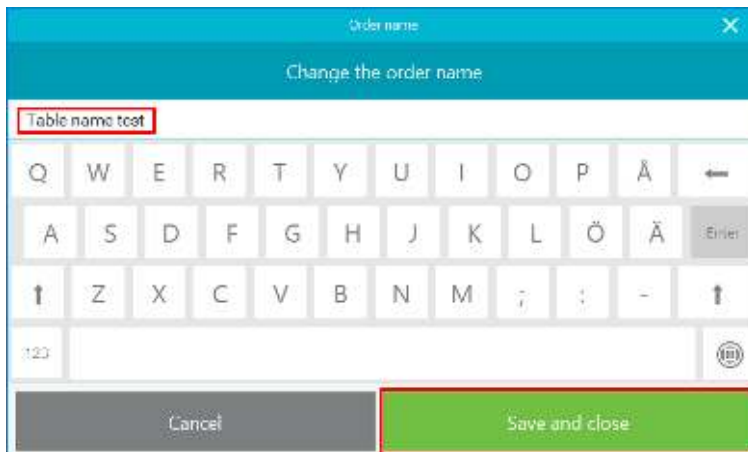 Order name
Change the order name
Table name test
Q W E R T Y U I O P Å
A S D F G H J K L Ö Ä Enter
Z X C V B N M ; : -
123
Cancel Save and close